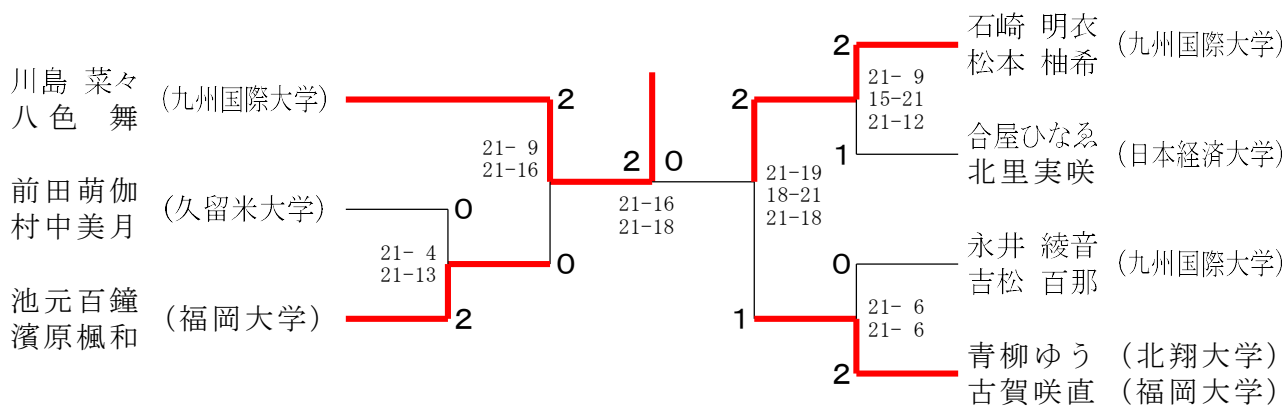 川島 菜々
八色 舞
(九州国際大学)
前田萌伽
村中美月
(久留米大学)
池元百鐘
濱原楓和
(福岡大学)
2
21- 9
21-16
0
0
21- 4
21-13
2
2 0
21-16
21-18
2
21-19
18-21
21-18
1
2
21- 9
15-21
21-12
1
0
21- 6
21- 6
2
石崎 明衣
松本 柚希
(九州国際大学)
合屋ひなゑ
北里実咲
(日本経済大学)
永井 綾音
吉松 百那
(九州国際大学)
青柳ゆう (北翔大学)
古賀咲直 (福岡大学)